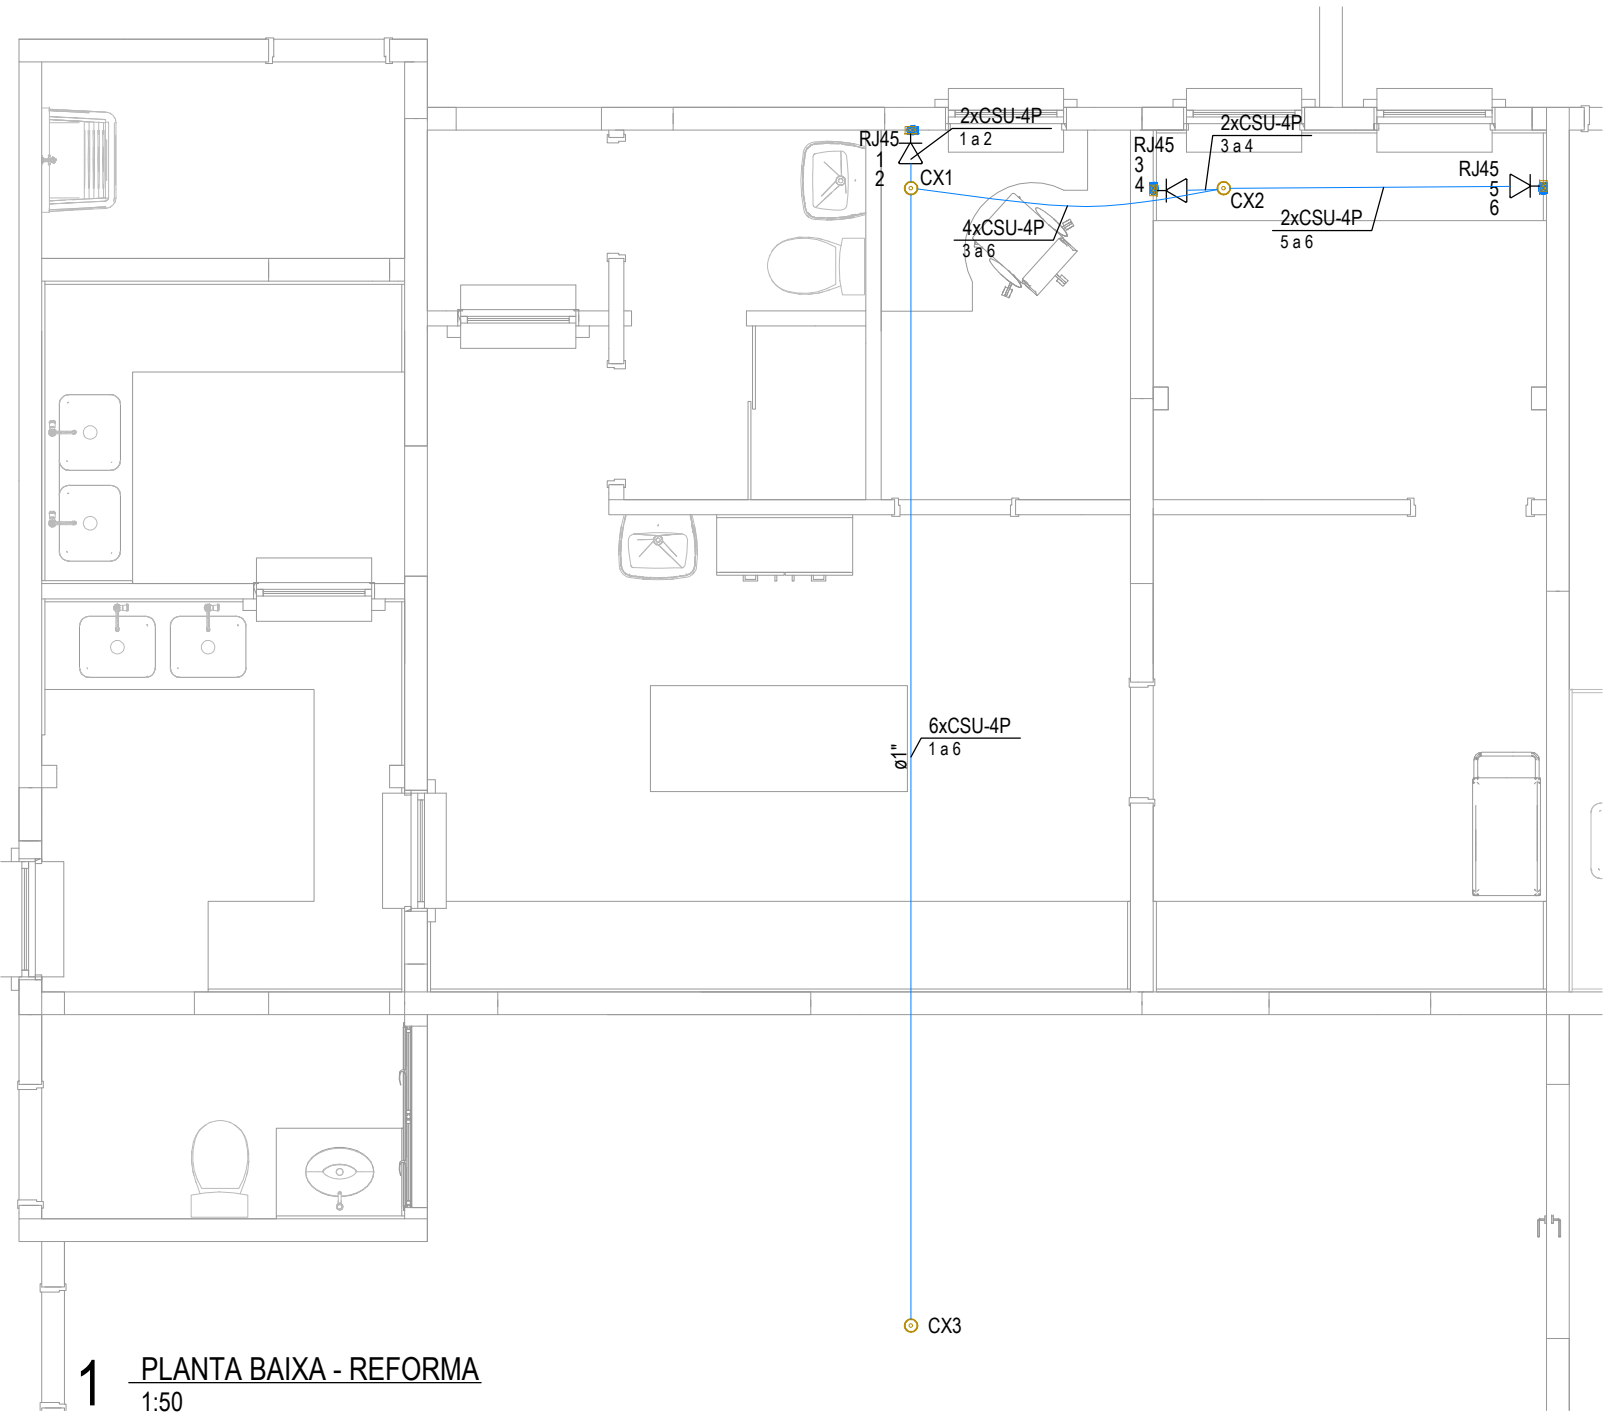 2xCSU-4P
1 a 2
RJ45
1
2
CX1
2xCSU-4P
3 a 4
RJ45
3
4
CX2
RJ45
5
6
2xCSU-4P
5 a 6
4xCSU-4P
3 a 6
6xCSU-4P
1 a 6
ø1"
CX3
1
PLANTA BAIXA - REFORMA
1:50